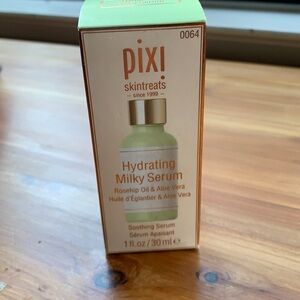 0064
pixi
skintreats
– since 1999 –
Hydrating
Milky Serum
Rosehip Oil & Aloe Vera
Huile d'Églantier & Aloe Vera
Soothing Serum
Sérum Apaisant
1 fl oz / 30 ml ℮